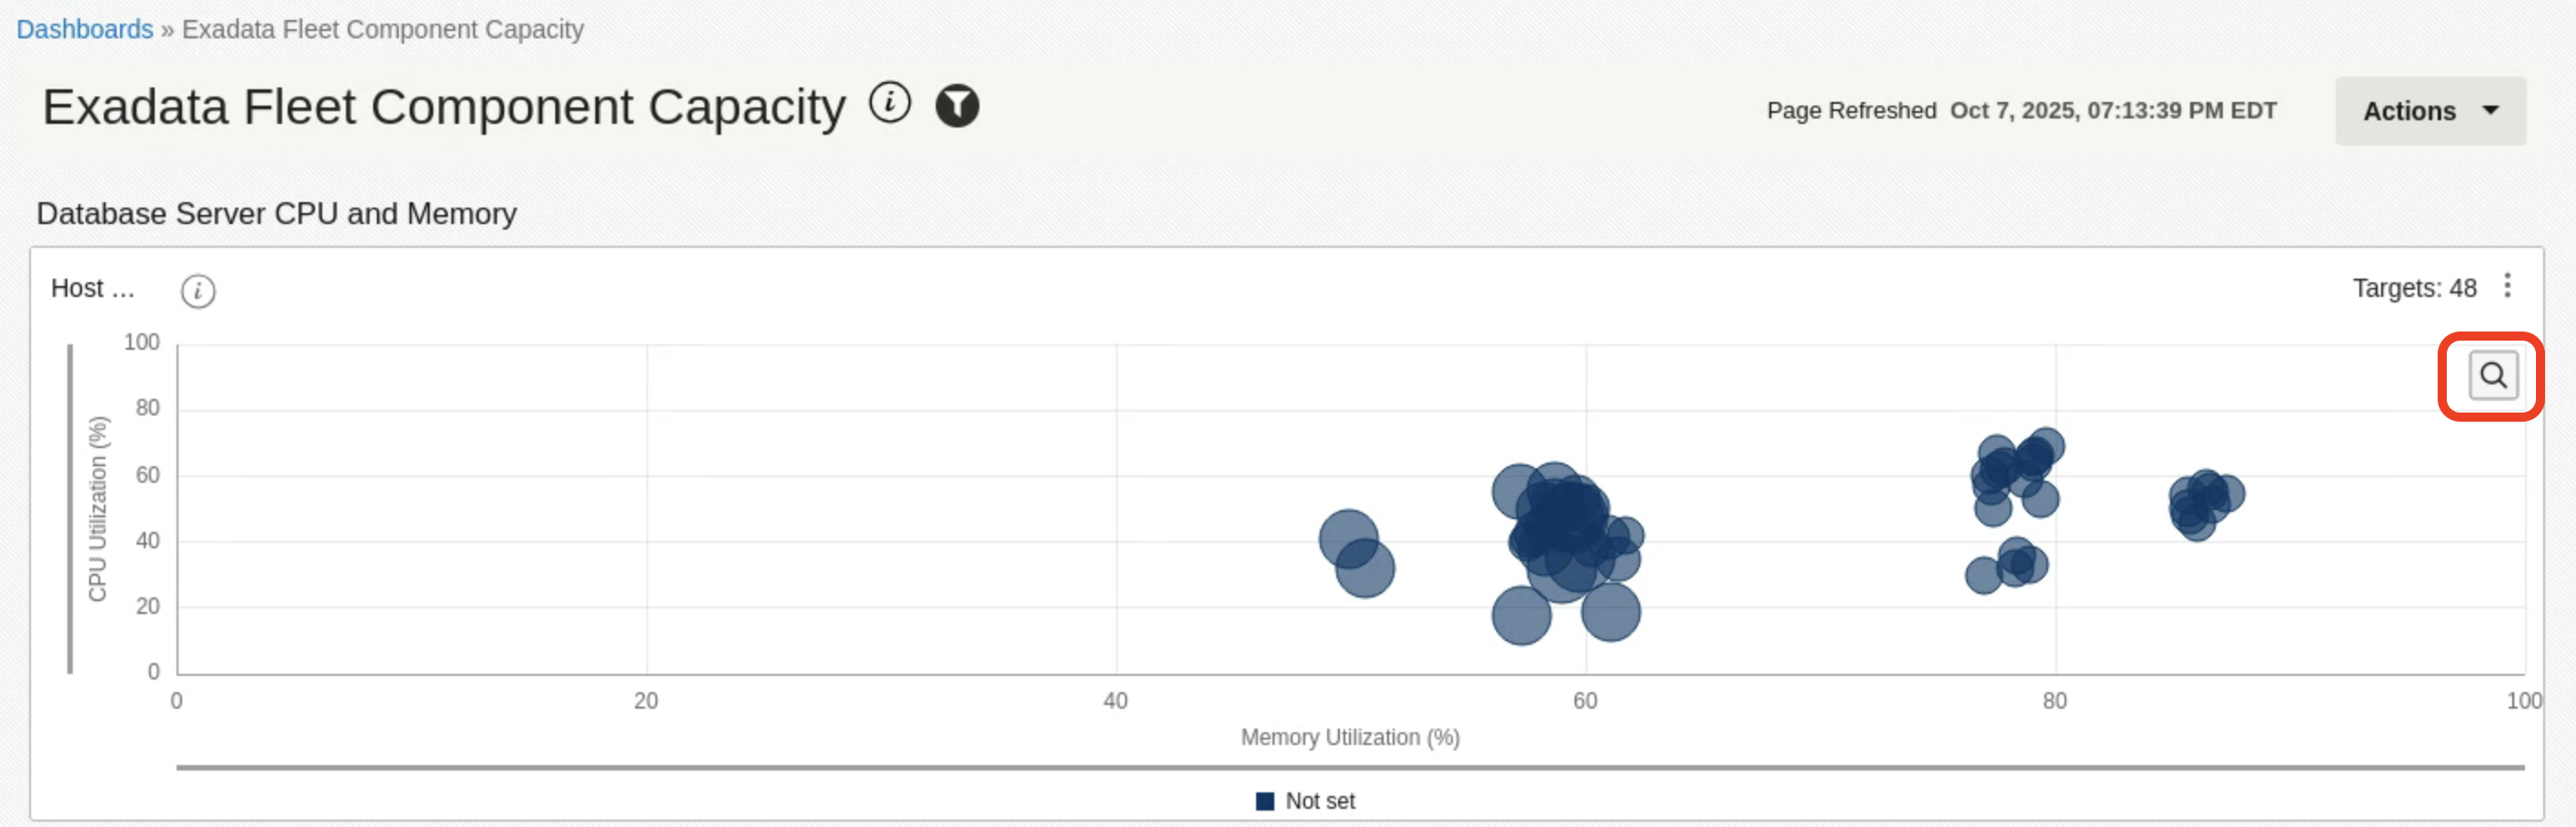 Dashboards » Exadata Fleet Component Capacity
Exadata Fleet Component Capacity i
Page Refreshed Oct 7, 2025, 07:13:39 PM EDT
Actions
Database Server CPU and Memory
Host ... i
Targets: 48
100
80
60
40
20
0
CPU Utilization (%)
0 20 40 60 80 100
Memory Utilization (%)
Not set